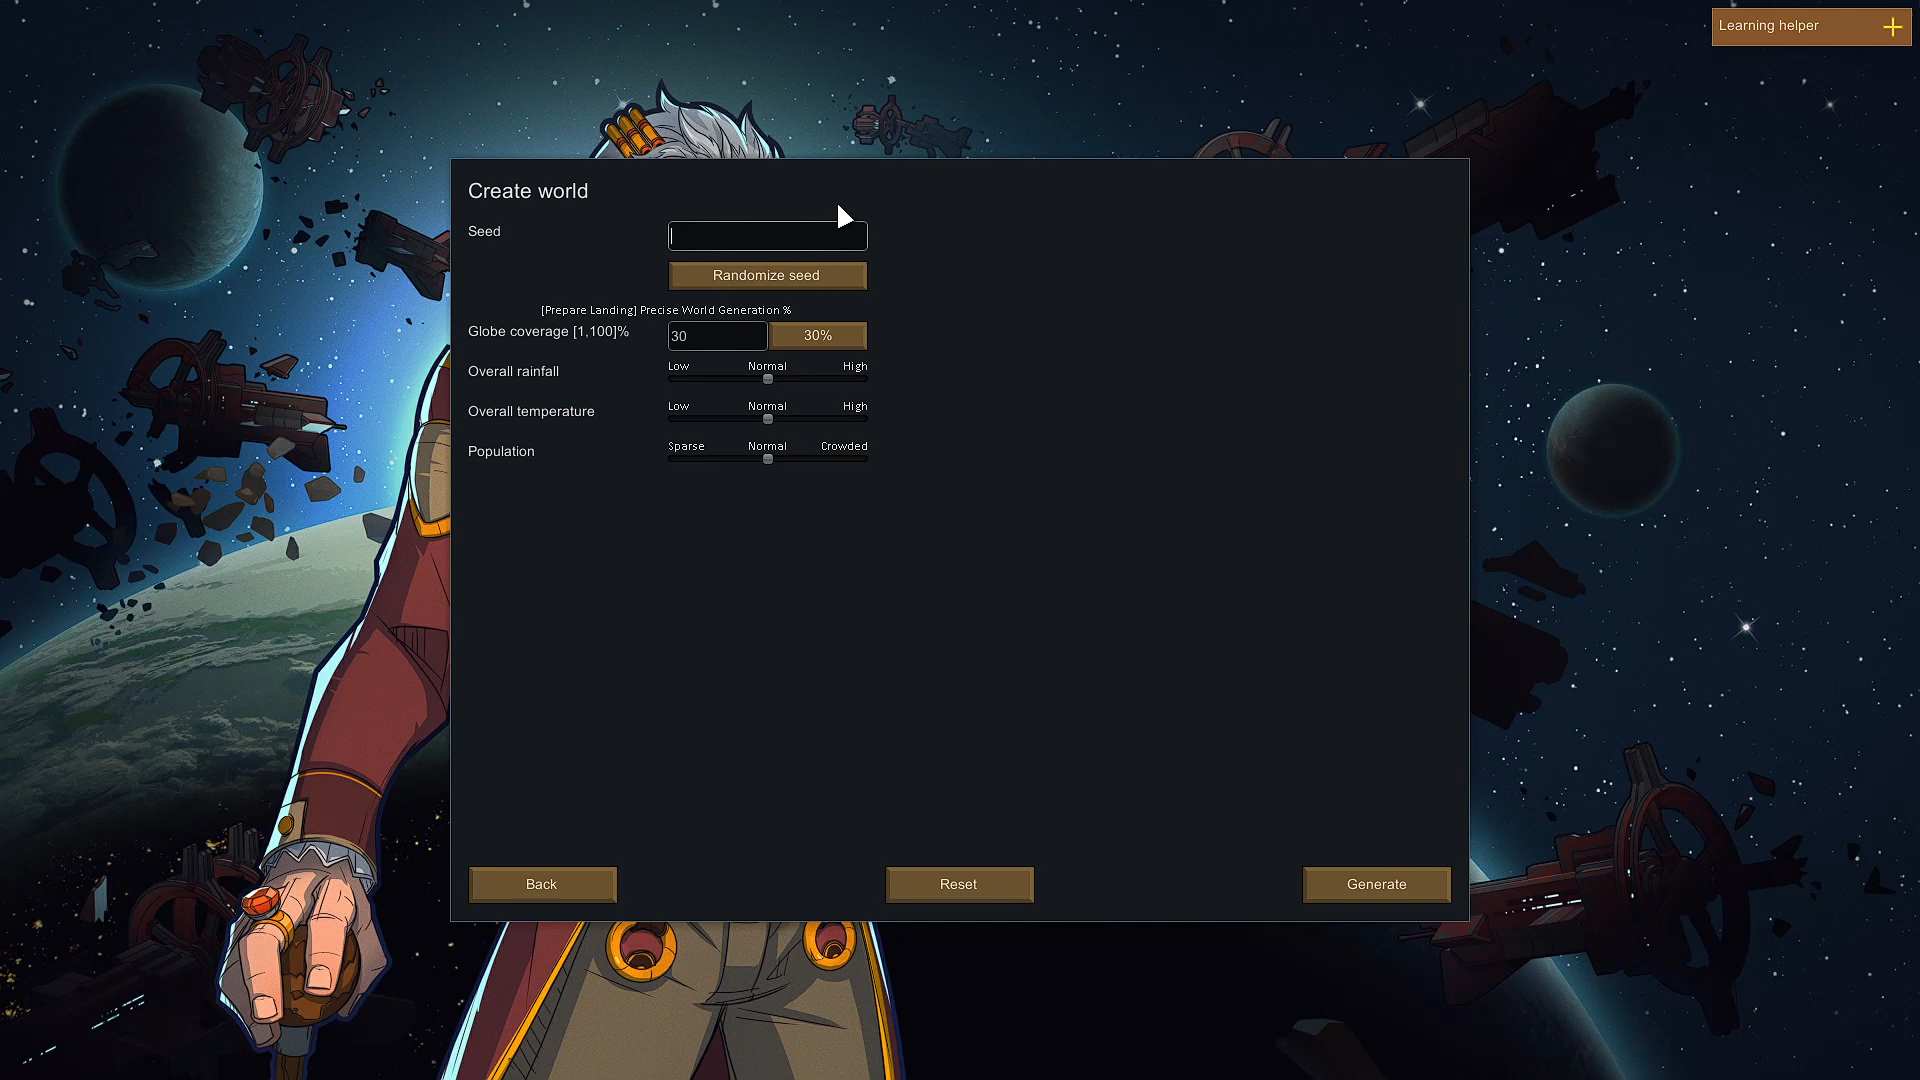 Learning helper
Create world
Seed
Randomize seed
[Prepare Landing] Precise World Generation %
Globe coverage [1,100]% 30 30%
Overall rainfall Low Normal High
Overall temperature Low Normal High
Population Sparse Normal Crowded
Back Reset Generate